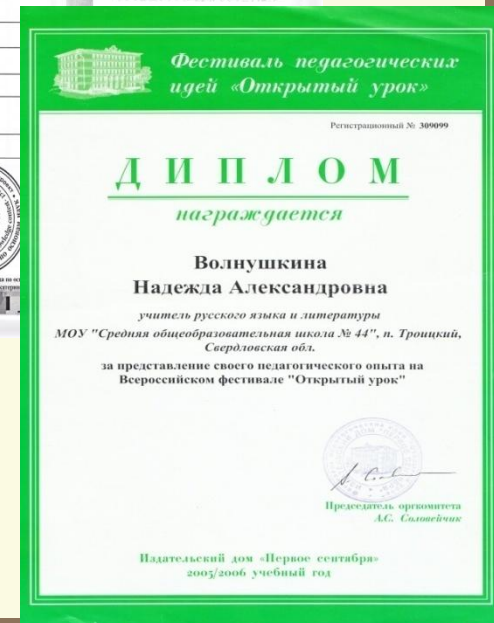 Фестиваль педагогических
идей «Открытый урок»
Регистрационный № 309099
ДИПЛОМ
награждается
Волнушкина
Надежда Александровна
учитель русского языка и литературы
МОУ "Средняя общеобразовательная школа № 44", п. Троицкий,
Свердловская обл.
за представление своего педагогического опыта на
Всероссийском фестивале "Открытый урок"
Председатель оргкомитета
А.С. Соловейчик
Издательский дом «Первое сентября»
2005/2006 учебный год